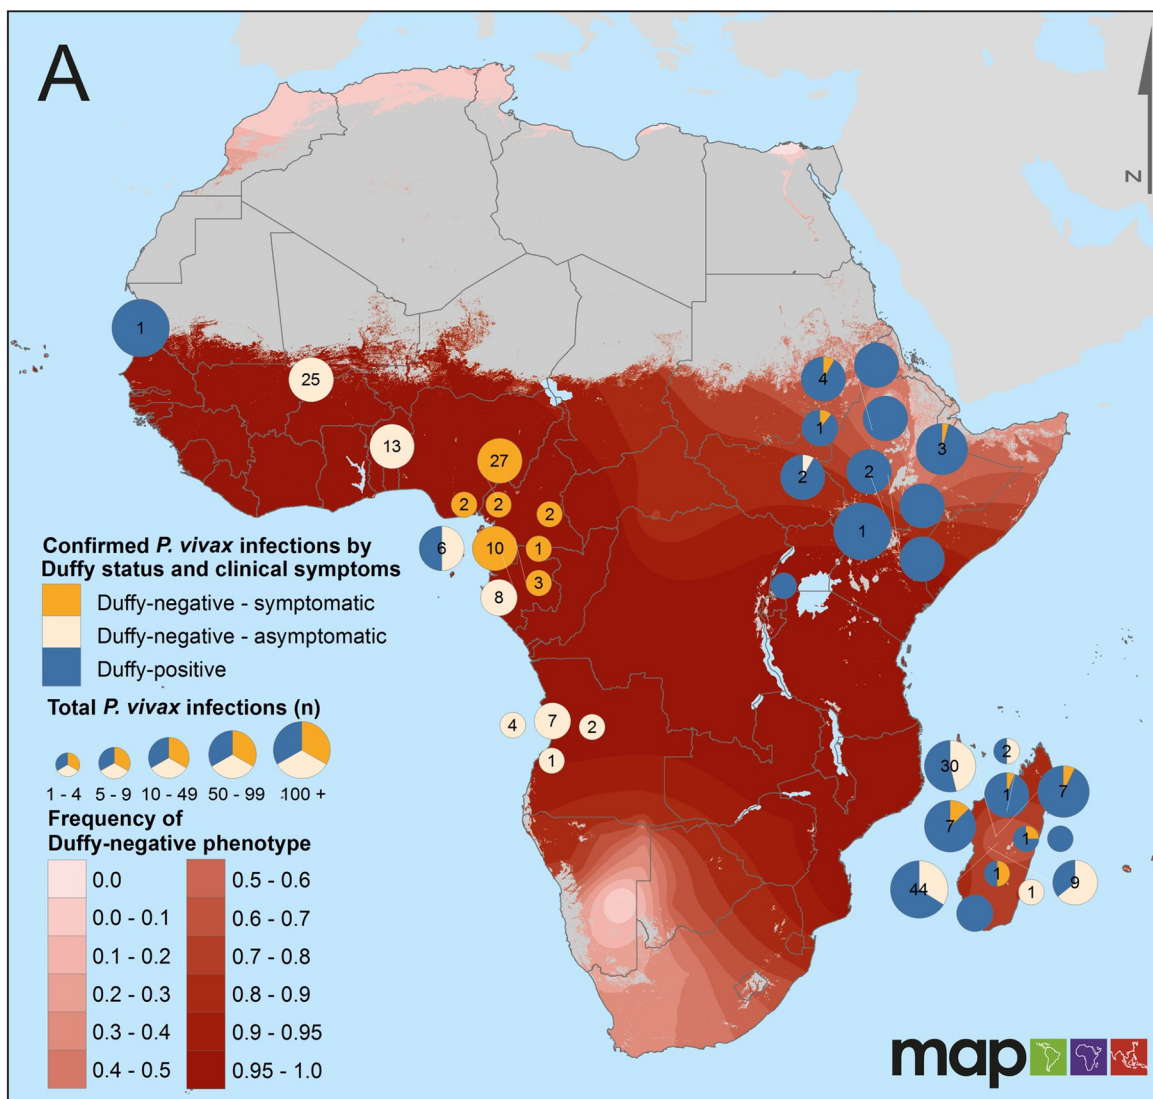 A
N
1
25
13
27
2
2
2
6
10
1
3
8
4
7
2
1
4
1
3
2
2
1
30
2
1
7
7
1
1
44
1
9
Confirmed P. vivax infections by
Duffy status and clinical symptoms
Duffy-negative - symptomatic
Duffy-negative - asymptomatic
Duffy-positive
Total P. vivax infections (n)
1 - 4 5 - 9 10 - 49 50 - 99 100 +
Frequency of
Duffy-negative phenotype
0.0 0.5 - 0.6
0.0 - 0.1 0.6 - 0.7
0.1 - 0.2 0.7 - 0.8
0.2 - 0.3 0.8 - 0.9
0.3 - 0.4 0.9 - 0.95
0.4 - 0.5 0.95 - 1.0
map